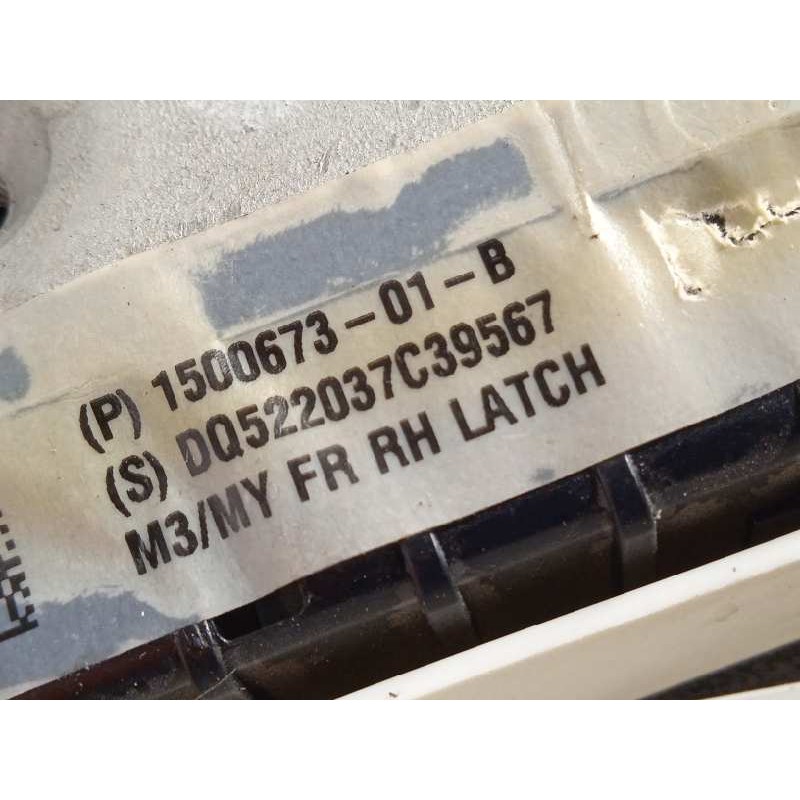 (P) 1500673-01-B
(S) DQ522037C39567
M3/MY FR RH LATCH